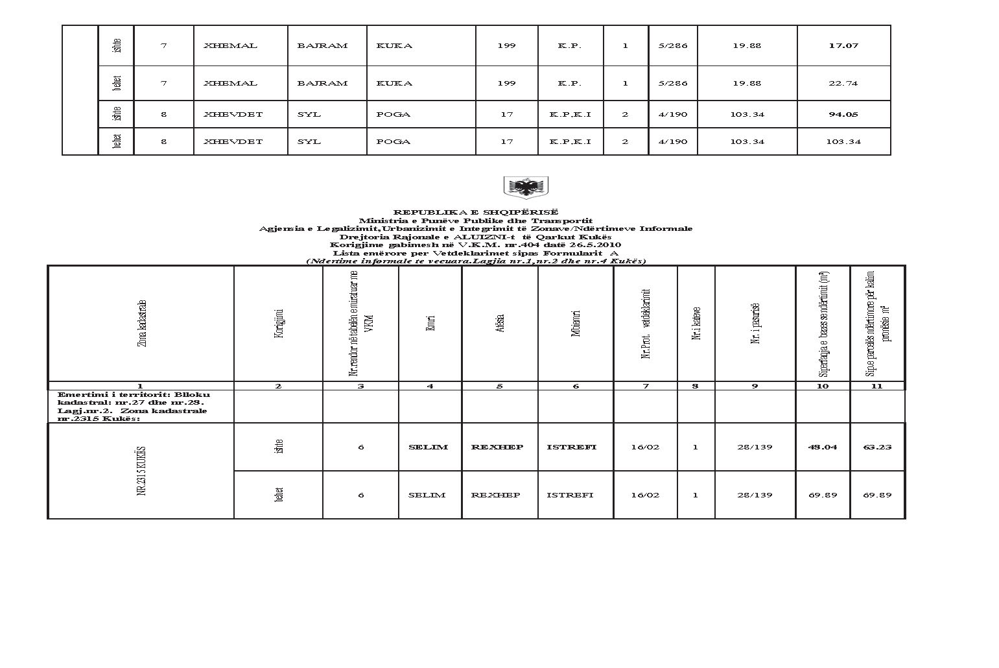 ishte 7 XHEMAL BAJRAM KUKA 199 K.P. 1 5/286 19.88 17.07
behet 7 XHEMAL BAJRAM KUKA 199 K.P. 1 5/286 19.88 22.74
ishte 8 XHEVDET SYL POGA 17 K.P,K.I 2 4/190 103.34 94.05
behet 8 XHEVDET SYL POGA 17 K.P,K.I 2 4/190 103.34 103.34
REPUBLIKA E SHQIPËRISË
Ministria e Punëve Publike dhe Transportit
Agjensia e Legalizimit,Urbanizimit e Integrimit të Zonave/Ndërtimeve Informale
Drejtoria Rajonale e ALUIZNI-t të Qarkut Kukës
Korigjime gabimesh në V.K.M. nr.404 datë 26.5.2010
Lista emërore per Vetdeklarimet sipas Formularit A
(Ndertime informale te vecuara.Lagjia nr.1,nr.2 dhe nr.4 Kukës)
Zona kadastrale
Korigjimi
Nr.rendor në tabelën e miratuar me
VKM
Emri
Atësia
Mbiemri
Nr.Prot. vetdeklarimit
Nr.i kateve
Nr. i pasurisë
Siperfaqja e bazes se ndërtimit (m²)
Sip.e parcelës ndërtimore për kalim
pronësie m²
1 2 3 4 5 6 7 8 9 10 11
Emertimi i territorit: Blloku
kadastral: nr.27 dhe nr.28.
Lagj.nr.2. Zona kadastrale
nr.2315 Kukës:
NR.2315 KUKËS
ishte 6 SELIM REXHEP ISTREFI 16/02 1 28/139 48.04 63.23
behet 6 SELIM REXHEP ISTREFI 16/02 1 28/139 69.89 69.89